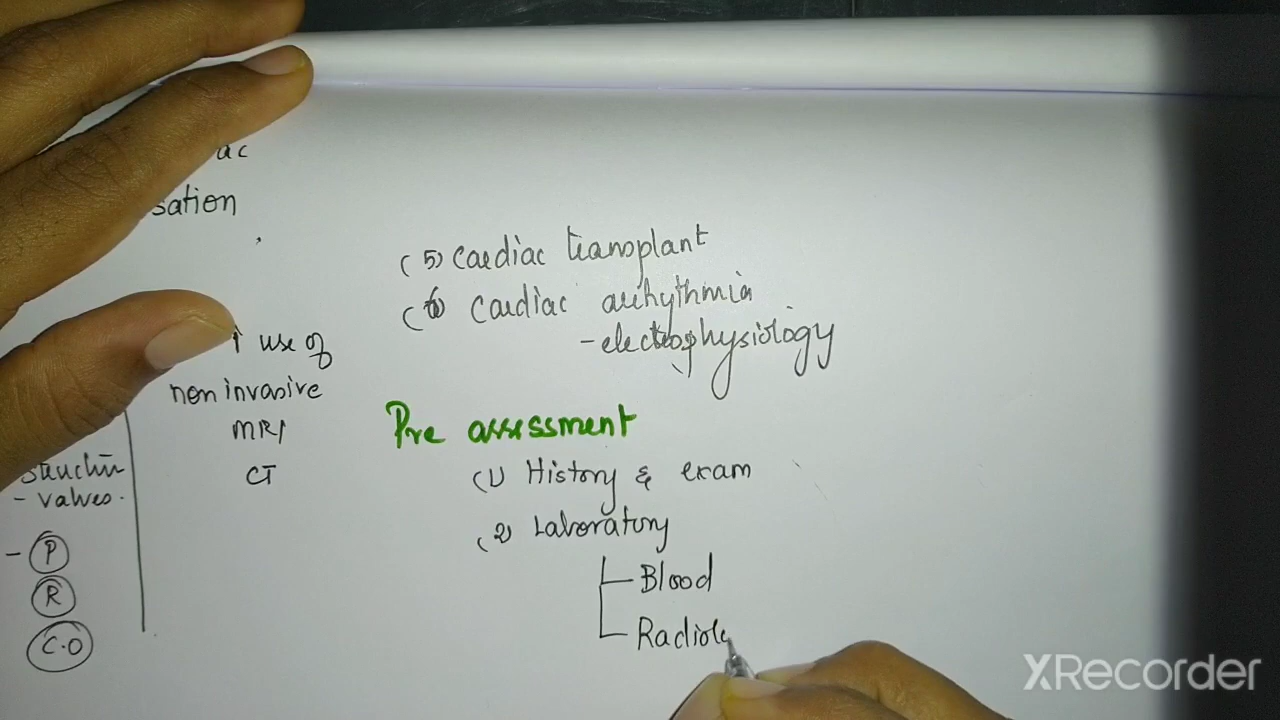 ac
sation
(5) Cardiac transplant
(6) Cardiac arrhythmia
- electrophysiology
↑ use of
non invasive
MRI
CT
Pre assessment
(1) History & exam
(2) Laboratory
Blood
Radiolo
- valves.
- P
R
C.O
XRecorder